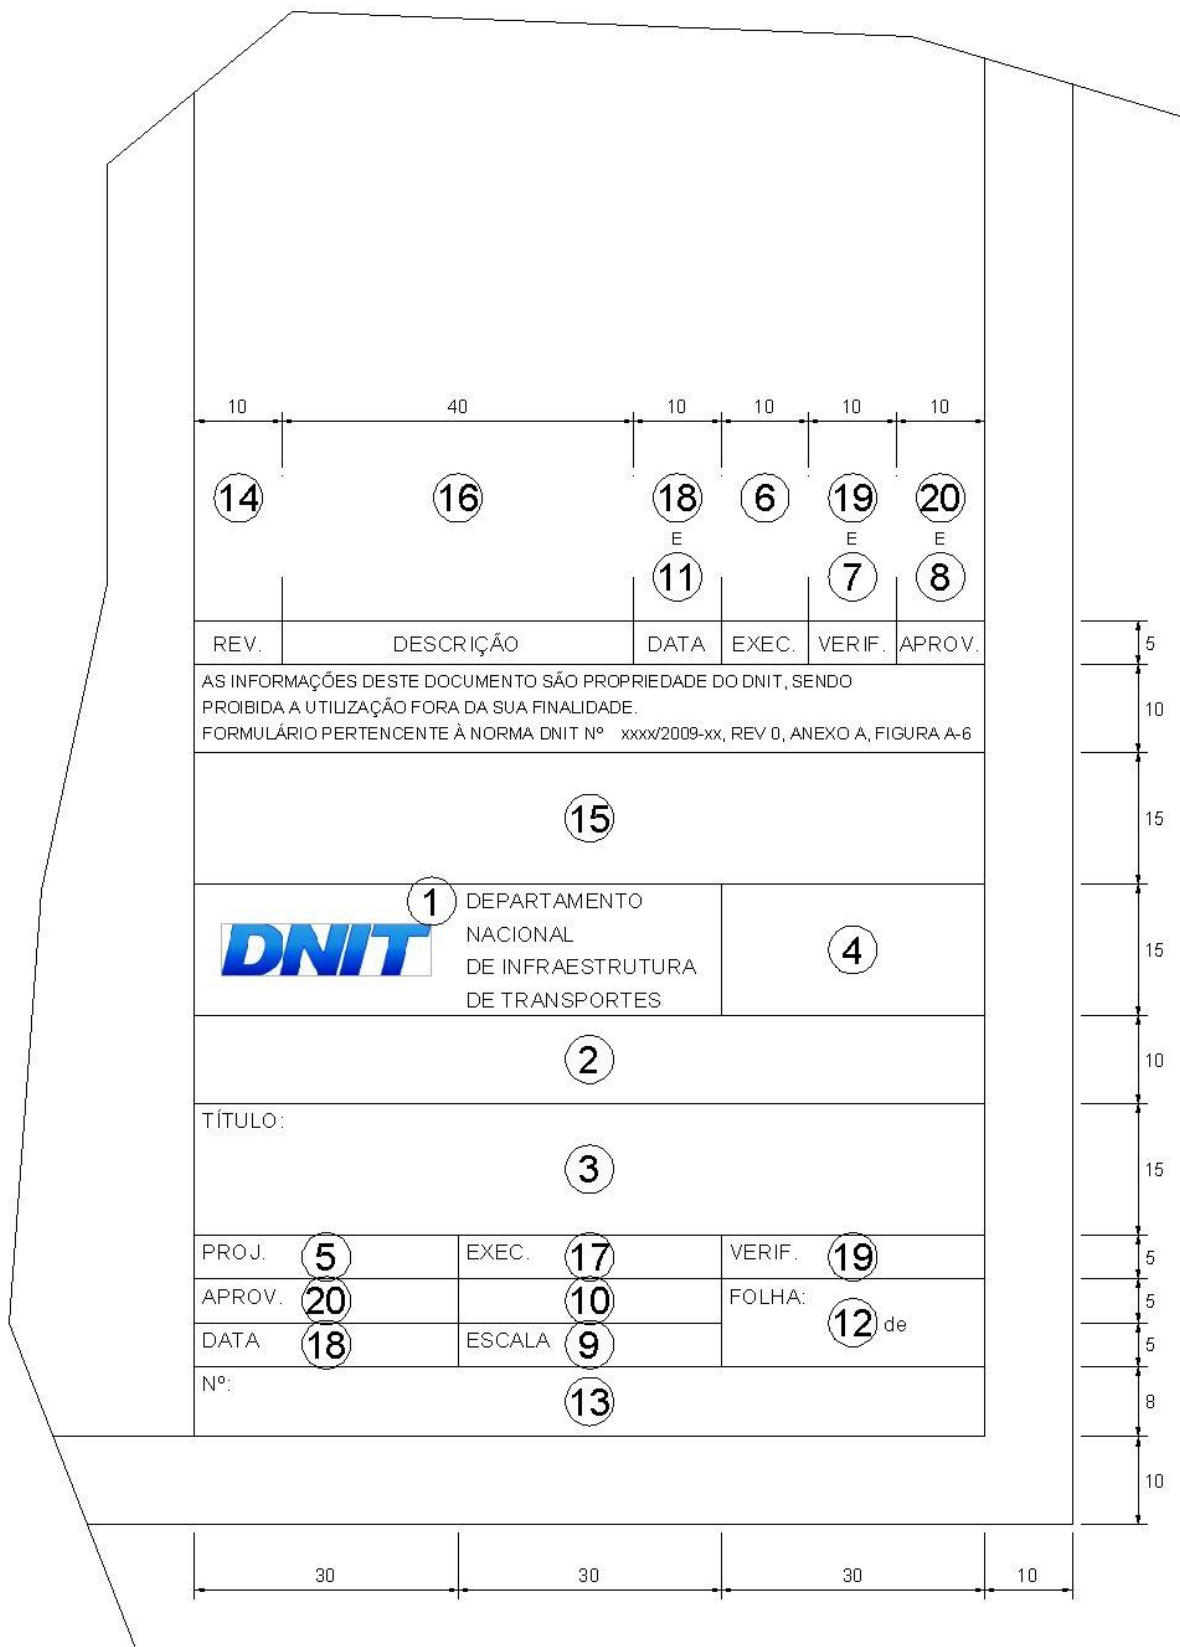 10 40 10 10 10 10
14 16 18 6 19 20
E E E
11 7 8
REV. DESCRIÇÃO DATA EXEC. VERIF. APROV.
5
AS INFORMAÇÕES DESTE DOCUMENTO SÃO PROPRIEDADE DO DNIT, SENDO
PROIBIDA A UTILIZAÇÃO FORA DA SUA FINALIDADE.
10
FORMULÁRIO PERTENCENTE À NORMA DNIT Nº xxxx/2009-xx, REV 0, ANEXO A, FIGURA A-6
15
15
1
DNIT
DEPARTAMENTO
NACIONAL
DE INFRAESTRUTURA
DE TRANSPORTES
4
15
2
10
TÍTULO:
3
15
PROJ. 5 EXEC. 17 VERIF. 19
5
APROV. 20 10 FOLHA:
5
12 de
DATA 18 ESCALA 9
5
Nº:
13
8
10
30 30 30 10